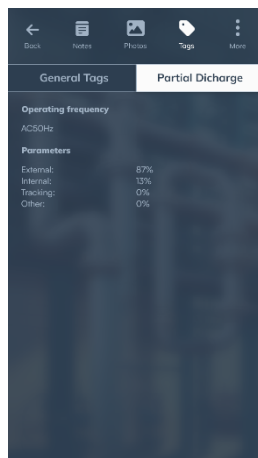 Back Notes Photos Tags More
General Tags Partial Dicharge
Operating frequency
AC50Hz
Parameters
External: 87%
Internal: 13%
Tracking: 0%
Other: 0%